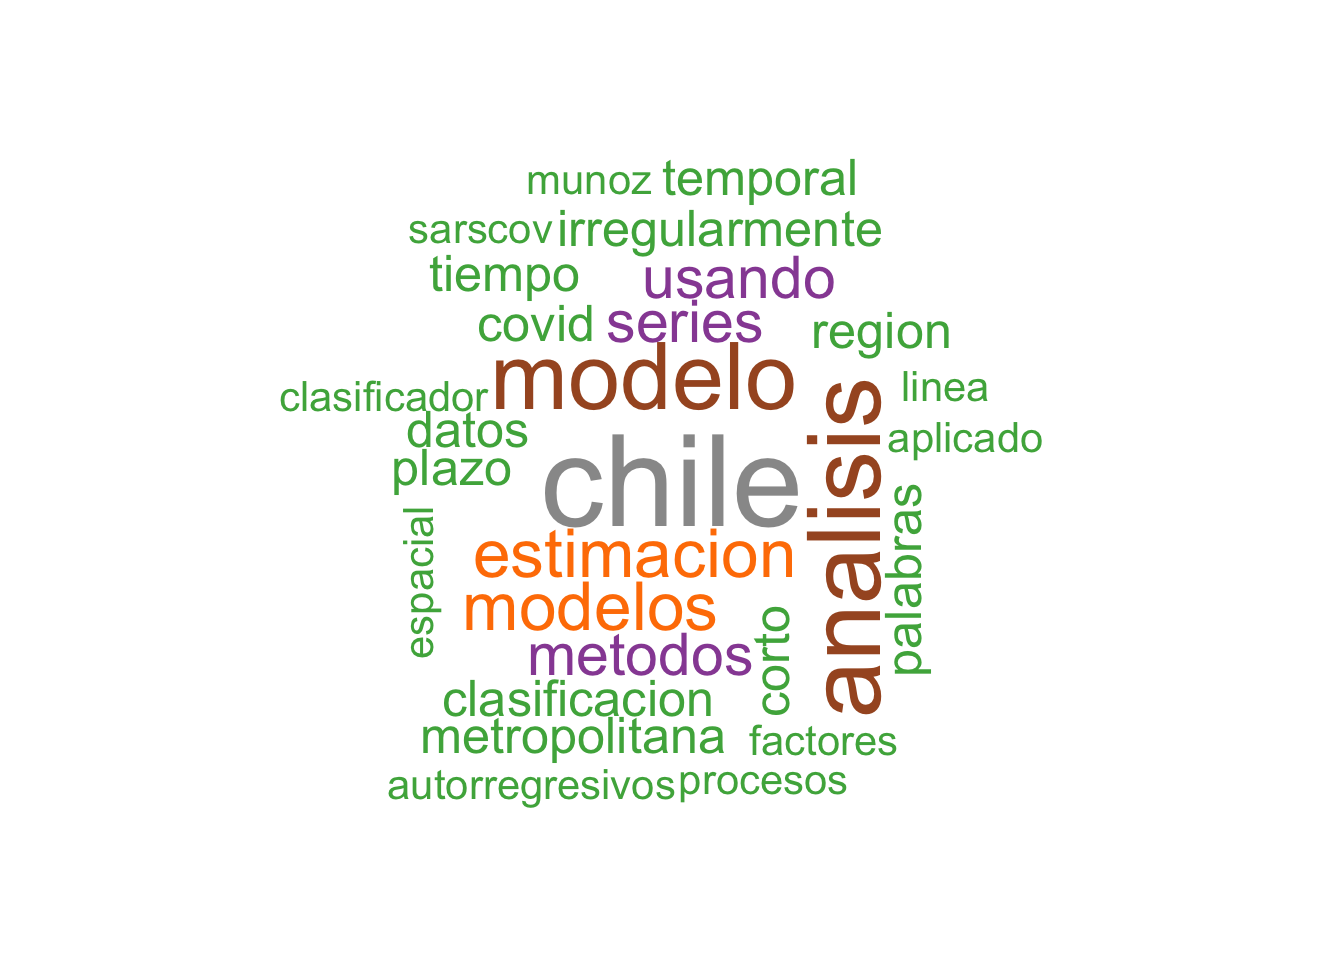 munoz temporal
sarscov irregularmente
tiempo usando
covid series region
clasificador modelo linea
datos aplicado
plazo chile analisis
espacial estimacion palabras
modelos
metodos corto
clasificacion
metropolitana factores
autorregresivos procesos